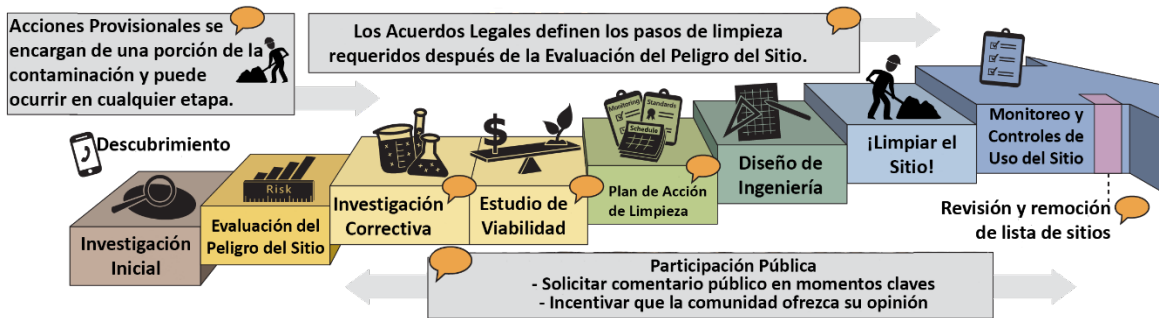 Acciones Provisionales se
encargan de una porción de la
contaminación y puede
ocurrir en cualquier etapa.
Los Acuerdos Legales definen los pasos de limpieza
requeridos después de la Evaluación del Peligro del Sitio.
Descubrimiento
Investigación
Inicial
Risk
Evaluación del
Peligro del Sitio
Investigación
Correctiva
$
Estudio de
Viabilidad
Monitoring
Standards
Schedule
Plan de Acción
de Limpieza
Diseño de
Ingeniería
¡Limpiar el
Sitio!
Monitoreo y
Controles de
Uso del Sitio
Revisión y remoción
de lista de sitios
Participación Pública
- Solicitar comentario público en momentos claves
- Incentivar que la comunidad ofrezca su opinión